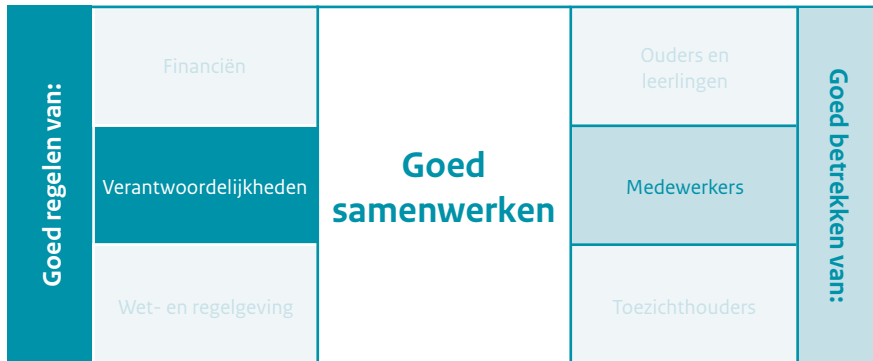 Goed regelen van:
Financiën
Verantwoordelijkheden
Wet- en regelgeving
Goed
samenwerken
Ouders en
leerlingen
Medewerkers
Toezichthouders
Goed betrekken van: